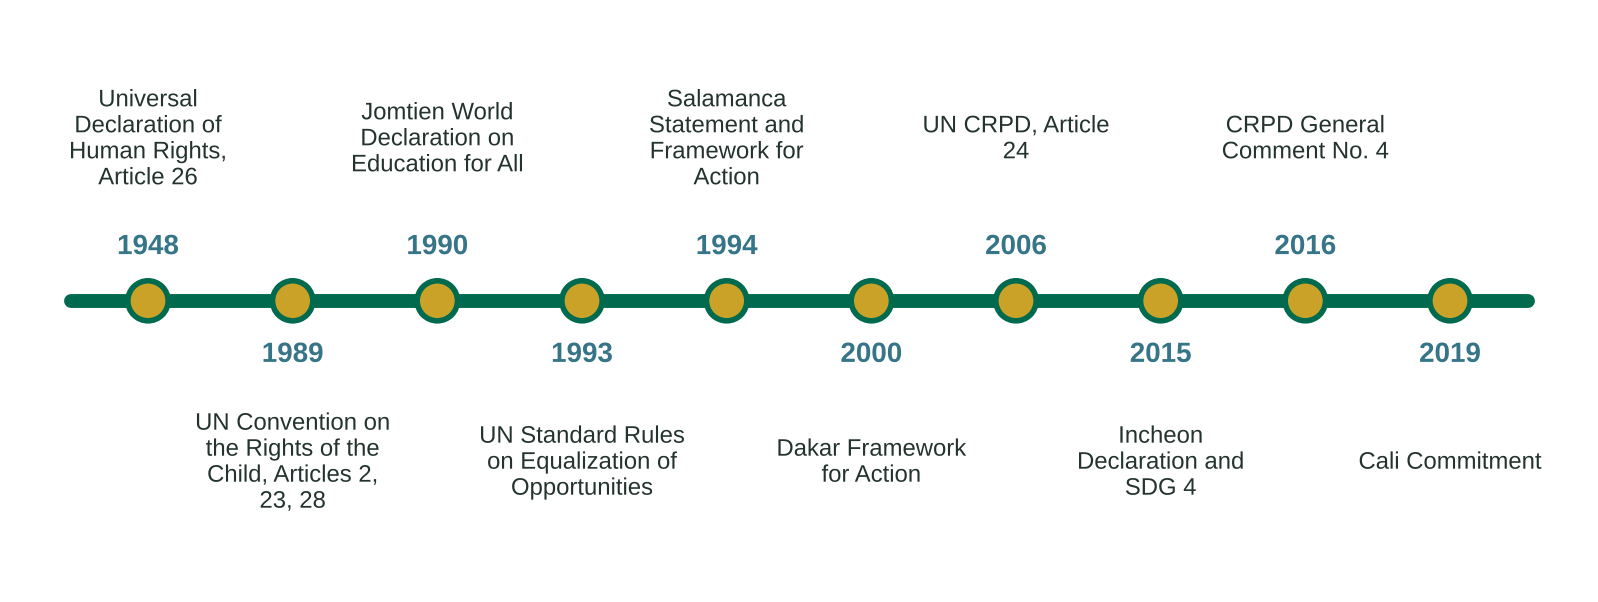 Universal
Declaration of
Human Rights,
Article 26
1948
1989
UN Convention on
the Rights of the
Child, Articles 2,
23, 28
Jomtien World
Declaration on
Education for All
1990
1993
UN Standard Rules
on Equalization of
Opportunities
Salamanca
Statement and
Framework for
Action
1994
2000
Dakar Framework
for Action
UN CRPD, Article
24
2006
2015
Incheon
Declaration and
SDG 4
CRPD General
Comment No. 4
2016
2019
Cali Commitment